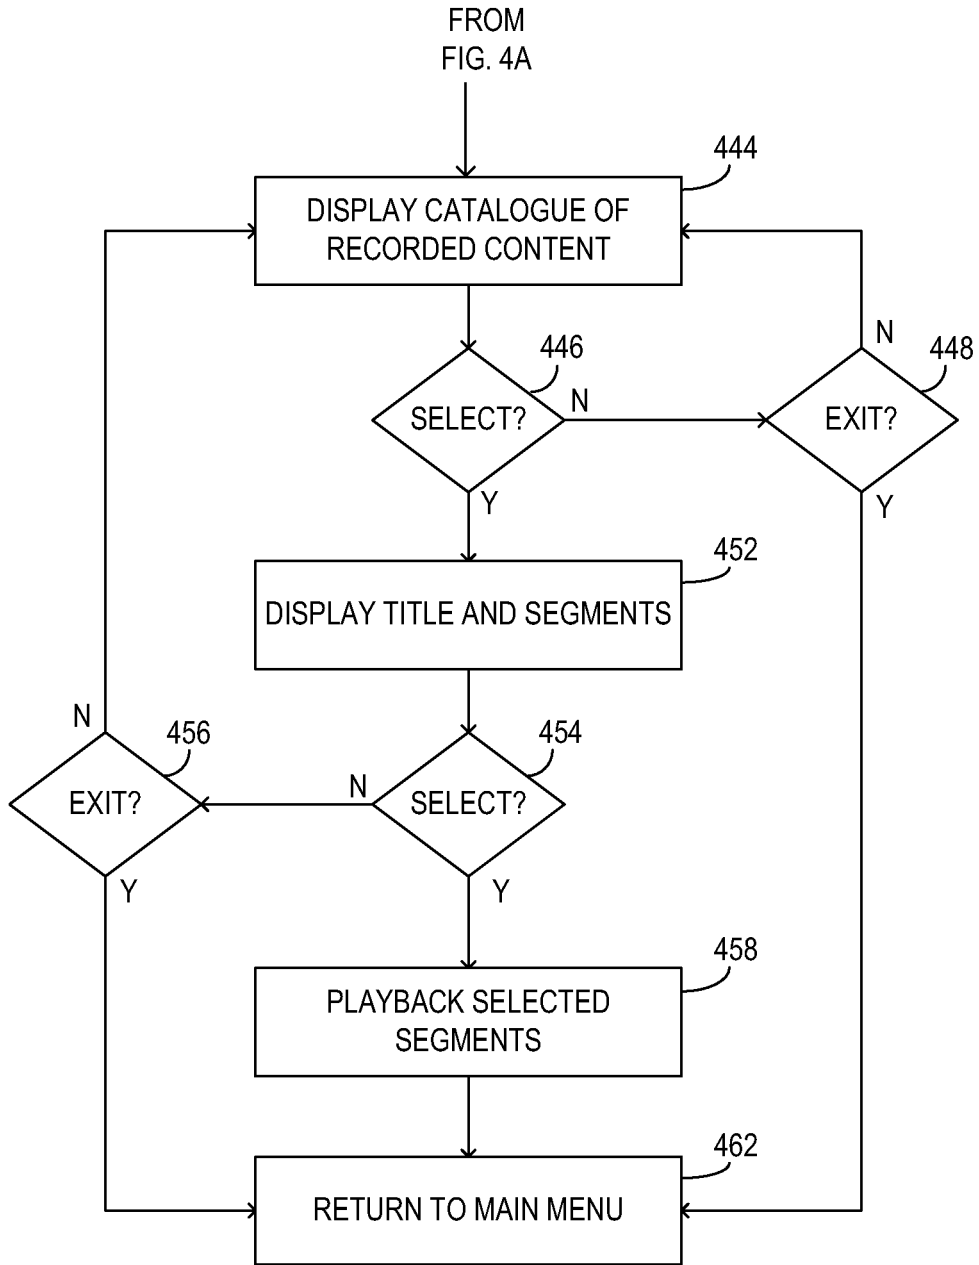 FROM
FIG. 4A
444
DISPLAY CATALOGUE OF
RECORDED CONTENT
N
446
448
N
SELECT?
EXIT?
Y
Y
452
DISPLAY TITLE AND SEGMENTS
N
456
454
N
EXIT?
SELECT?
Y
Y
458
PLAYBACK SELECTED
SEGMENTS
462
RETURN TO MAIN MENU